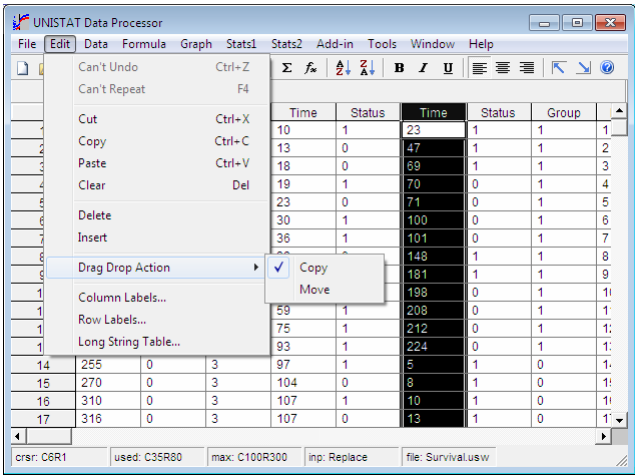 UNISTAT Data Processor
File Edit Data Formula Graph Stats1 Stats2 Add-in Tools Window Help
Can't Undo Ctrl+Z
Can't Repeat F4
Cut Ctrl+X
Copy Ctrl+C
Paste Ctrl+V
Clear Del
Delete
Insert
Drag Drop Action
Column Labels...
Row Labels...
Long String Table...
Copy
Move
Σ B I U
Time Status Time Status Group
10 1 23 1 1 1
13 0 47 1 1 2
18 0 69 1 1 3
19 1 70 0 1 4
23 0 71 0 1 5
30 1 100 0 1 6
36 1 101 0 1 7
148 1 1 8
181 1 1 9
198 0 1
59 1 208 0 1
75 1 212 0 1
93 1 224 0 1
14 255 0 3 97 1 5 1 0
15 270 0 3 104 0 8 1 0
16 310 0 3 107 1 10 1 0
17 316 0 3 107 0 13 1 0
crsr: C6R1 used: C35R80 max: C100R300 inp: Replace file: Survival.usw